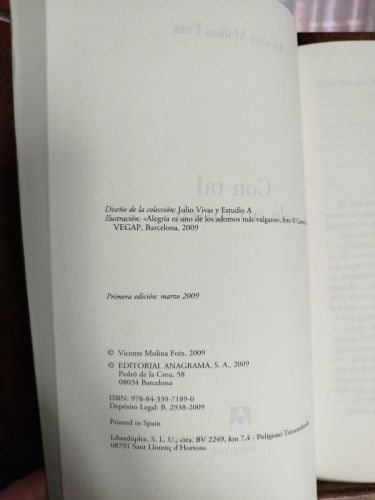 Diseño de la colección: Julio Vivas y Estudio A
Ilustración: «Alegría es uno de los adornos más vulgares», foto ©
VEGAP, Barcelona, 2009
Primera edición: marzo 2009
© Vicente Molina Foix, 2009
© EDITORIAL ANAGRAMA, S. A., 2009
Pedró de la Creu, 58
08034 Barcelona
ISBN: 978-84-339-7189-0
Depósito Legal: B. 2938-2009
Printed in Spain
Liberdúplex, S. L. U., ctra. BV 2249, km 7,4 - Polígono Torrentfondo
08791 Sant Llorenç d'Hortons